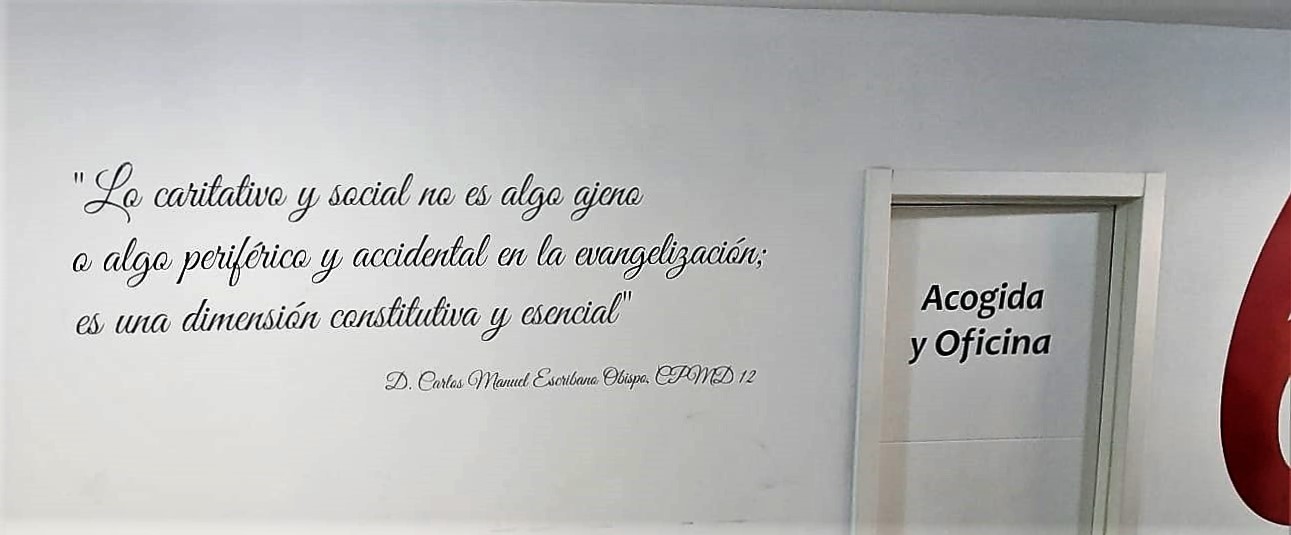 "Lo caritativo y social no es algo ajeno
o algo periférico y accidental en la evangelización;
es una dimensión constitutiva y esencial"
D. Carlos Manuel Escribano Obispo, CPMD 12
Acogida
y Oficina